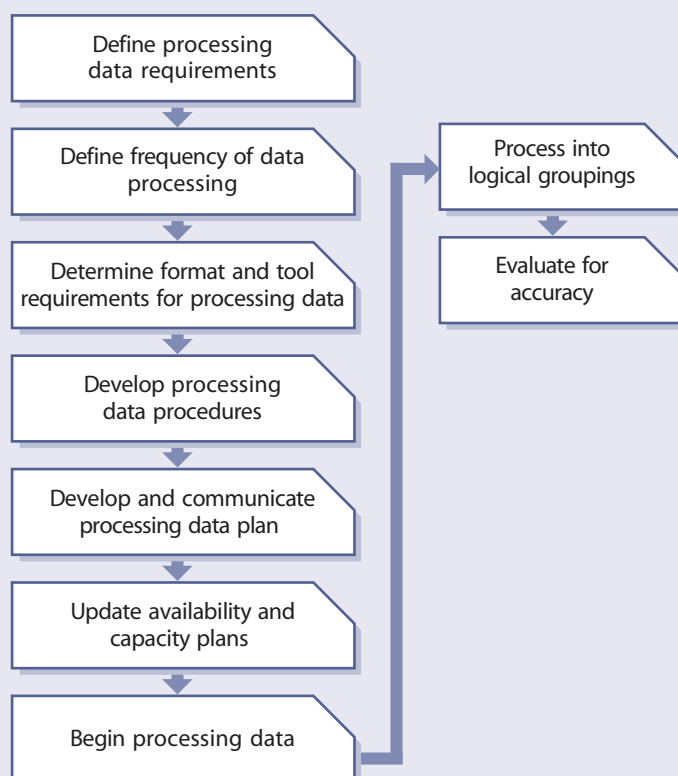 Define processing
data requirements
Define frequency of data
processing
Determine format and tool
requirements for processing data
Develop processing
data procedures
Develop and communicate
processing data plan
Update availability and
capacity plans
Begin processing data
Process into
logical groupings
Evaluate for
accuracy